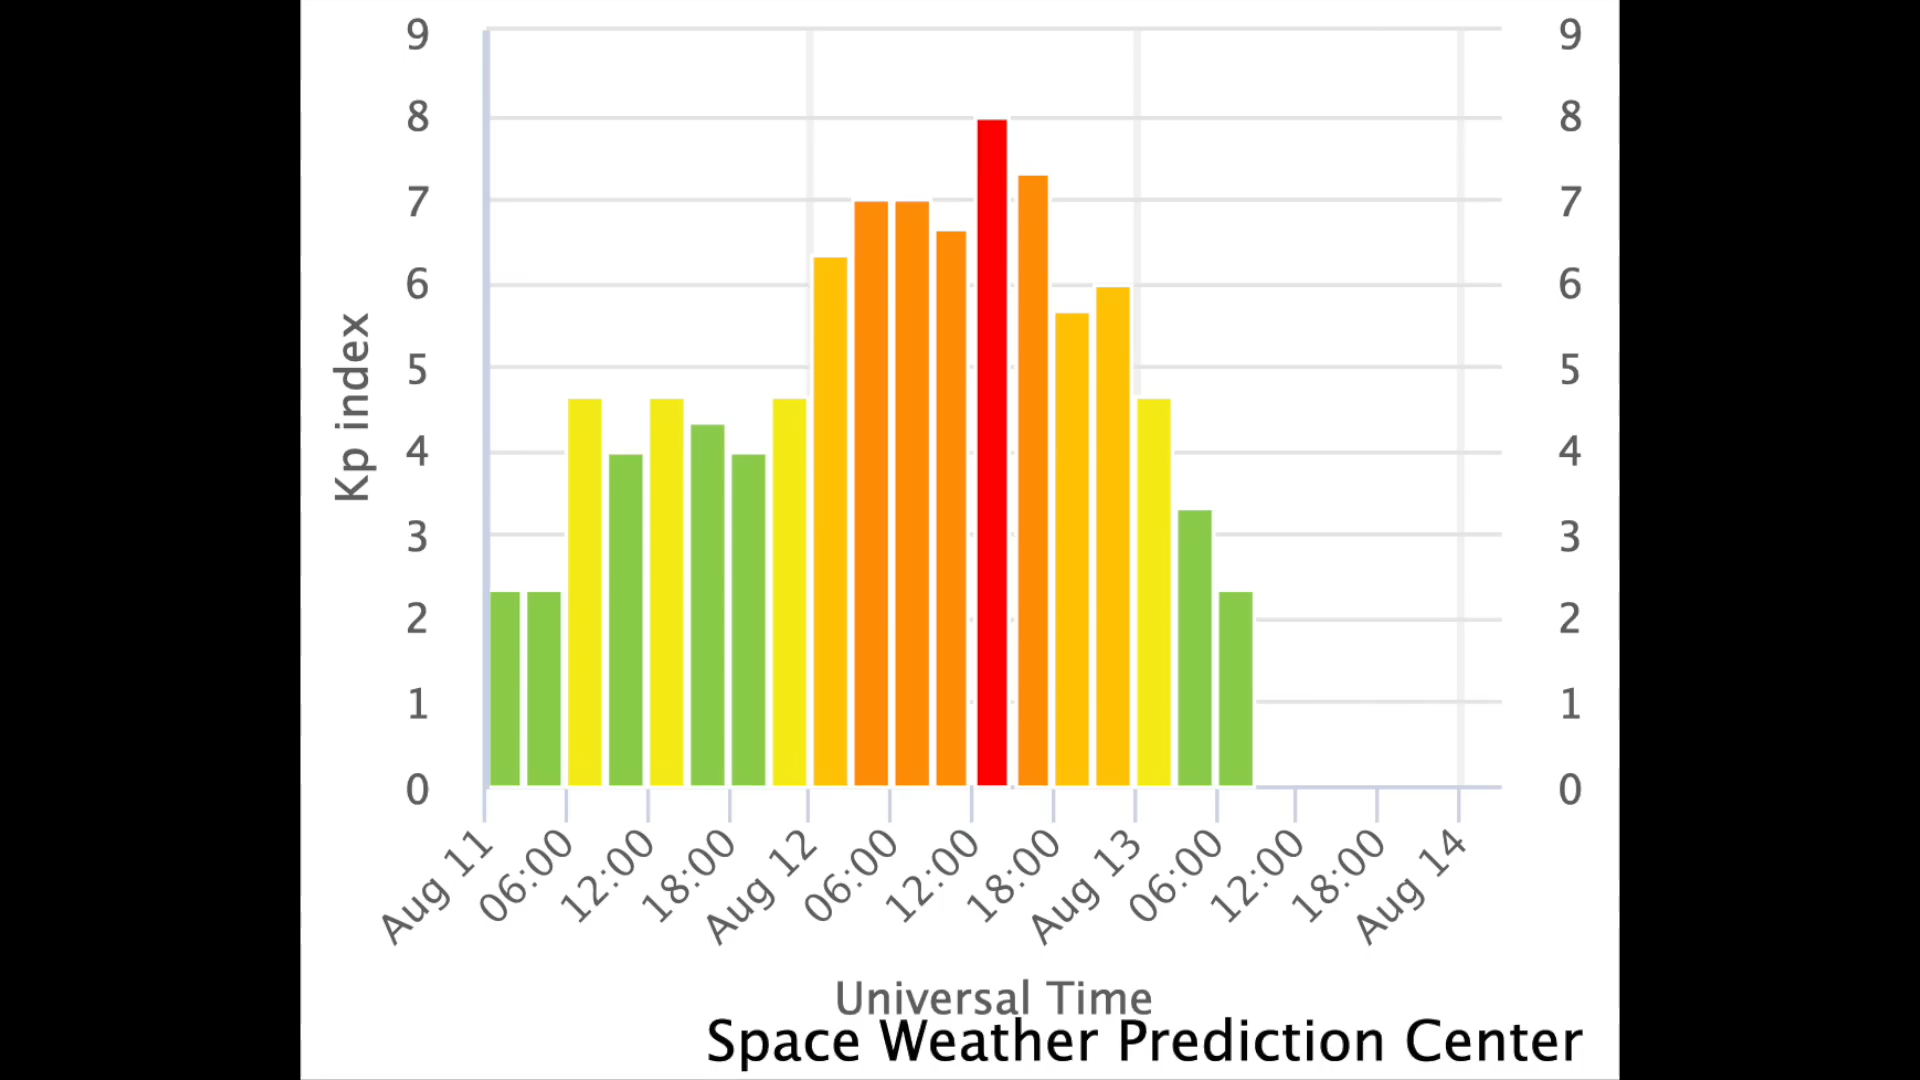 9 9
8 8
7 7
6 6
5 5
4 4
3 3
2 2
1 1
0 0
Kp index
Aug 11 06:00 12:00 18:00 Aug 12 06:00 12:00 18:00 Aug 13 06:00 12:00 18:00 Aug 14
Universal Time
Space Weather Prediction Center